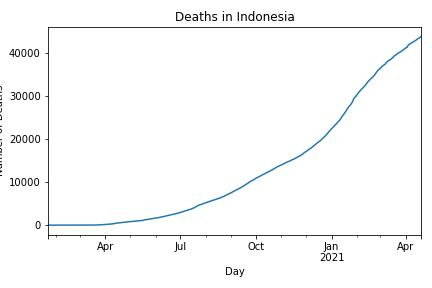 Deaths in Indonesia
Number of Deaths
40000
30000
20000
10000
0
Apr
Jul
Oct
Jan
2021
Apr
Day